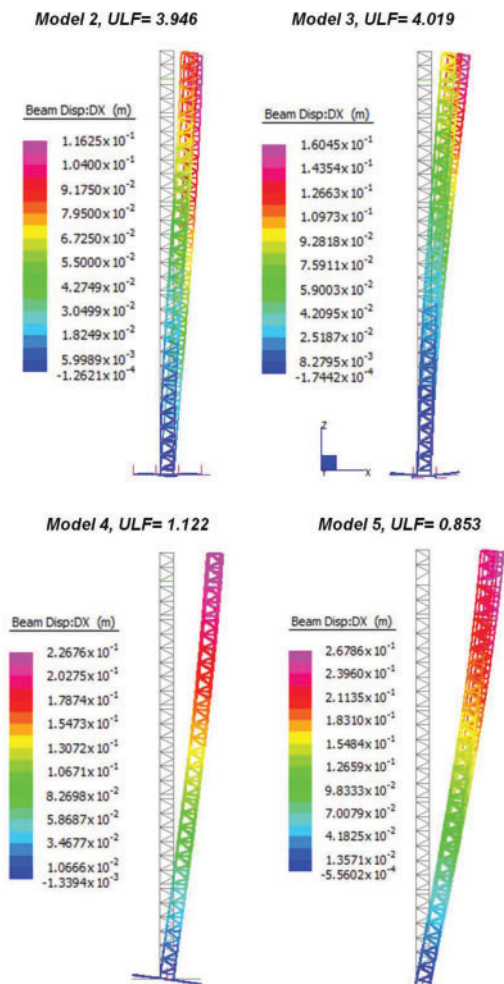 Model 2, ULF= 3.946
Beam Disp:DX (m)
1.1625x10⁻¹
1.0400x10⁻¹
9.1750x10⁻²
7.9500x10⁻²
6.7250x10⁻²
5.5000x10⁻²
4.2749x10⁻²
3.0499x10⁻²
1.8249x10⁻²
5.9989x10⁻³
-1.2621x10⁻⁴
Model 3, ULF= 4.019
Beam Disp:DX (m)
1.6045x10⁻¹
1.4354x10⁻¹
1.2663x10⁻¹
1.0973x10⁻¹
9.2818x10⁻²
7.5911x10⁻²
5.9003x10⁻²
4.2095x10⁻²
2.5187x10⁻²
8.2795x10⁻³
-1.7442x10⁻⁴
Z
Y
X
Model 4, ULF= 1.122
Beam Disp:DX (m)
2.2676x10⁻¹
2.0275x10⁻¹
1.7874x10⁻¹
1.5473x10⁻¹
1.3072x10⁻¹
1.0671x10⁻¹
8.2698x10⁻²
5.8687x10⁻²
3.4677x10⁻²
1.0666x10⁻²
-1.3394x10⁻³
Model 5, ULF= 0.853
Beam Disp:DX (m)
2.6786x10⁻¹
2.3960x10⁻¹
2.1135x10⁻¹
1.8310x10⁻¹
1.5484x10⁻¹
1.2659x10⁻¹
9.8333x10⁻²
7.0079x10⁻²
4.1825x10⁻²
1.3571x10⁻²
-5.5602x10⁻⁴